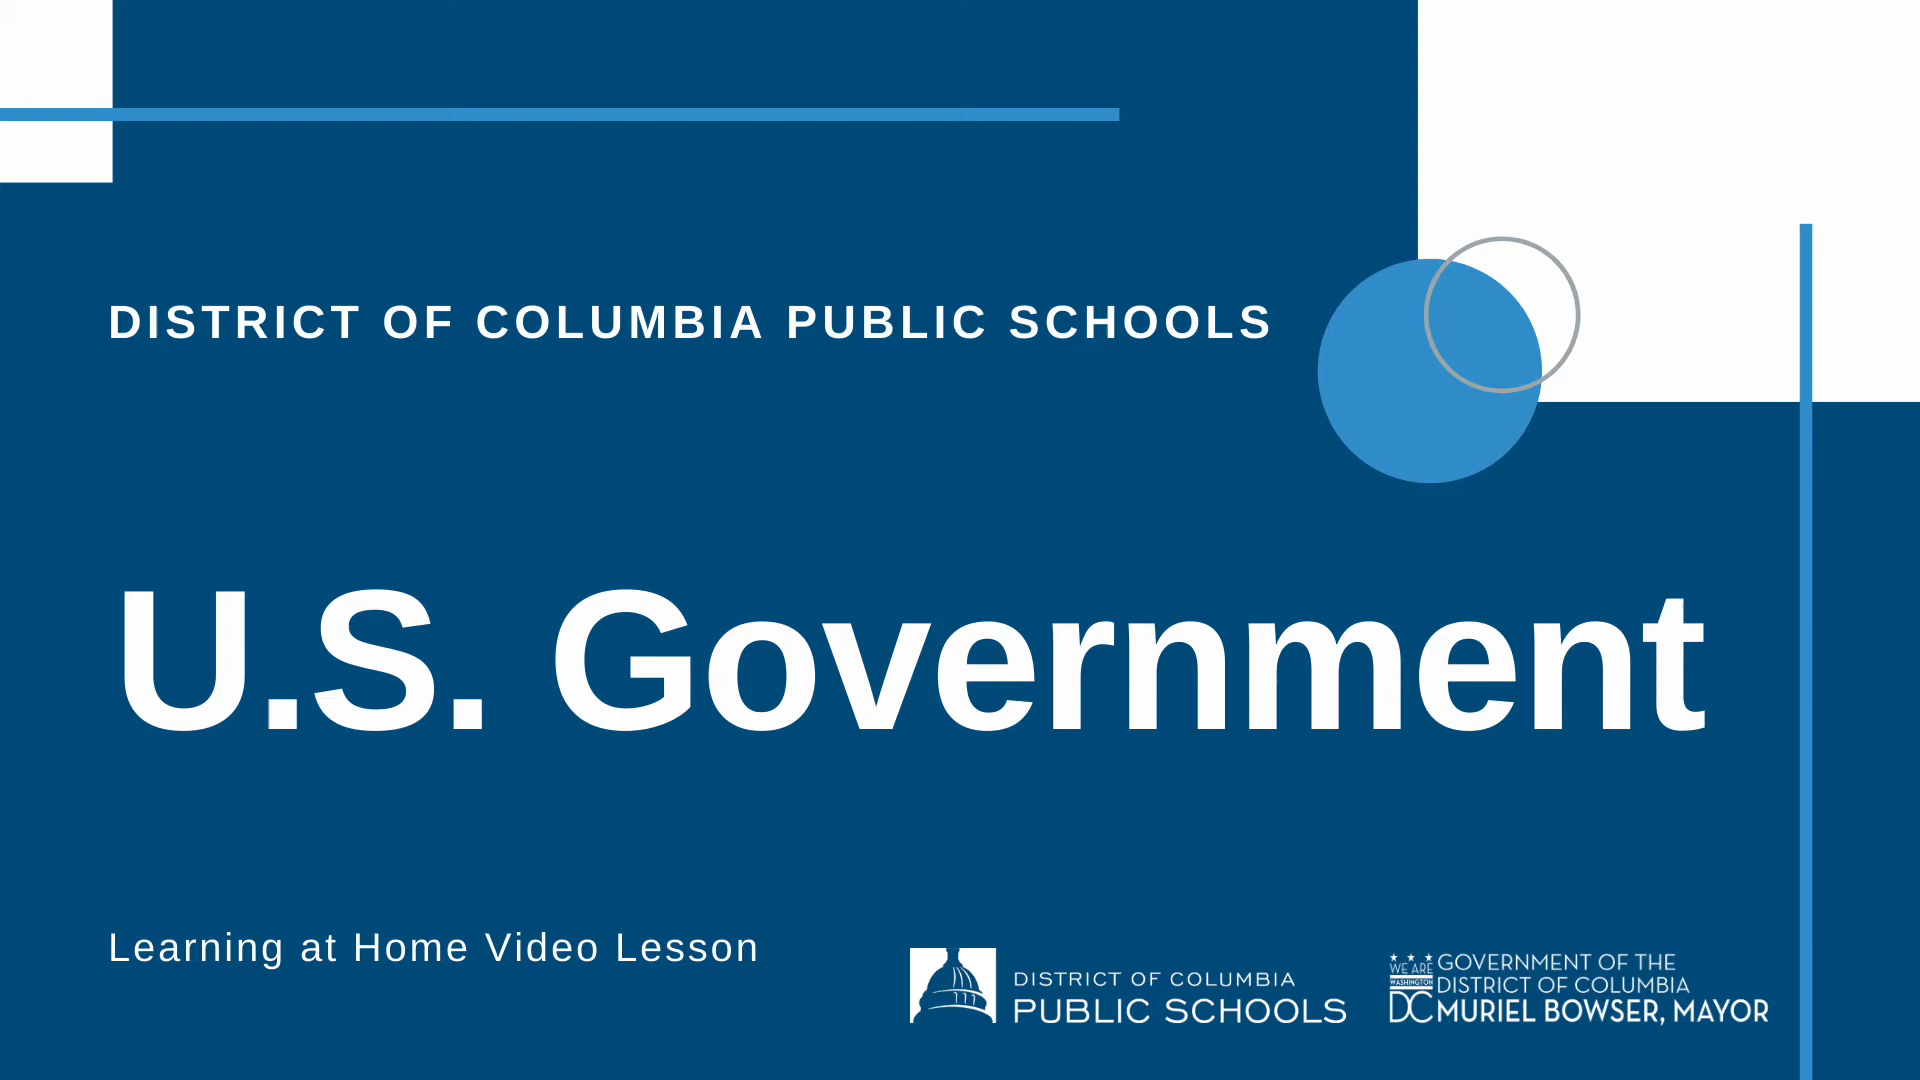 DISTRICT OF COLUMBIA PUBLIC SCHOOLS
U.S. Government
Learning at Home Video Lesson
DISTRICT OF COLUMBIA
PUBLIC SCHOOLS
WE ARE
WASHINGTON
DC
GOVERNMENT OF THE
DISTRICT OF COLUMBIA
MURIEL BOWSER, MAYOR